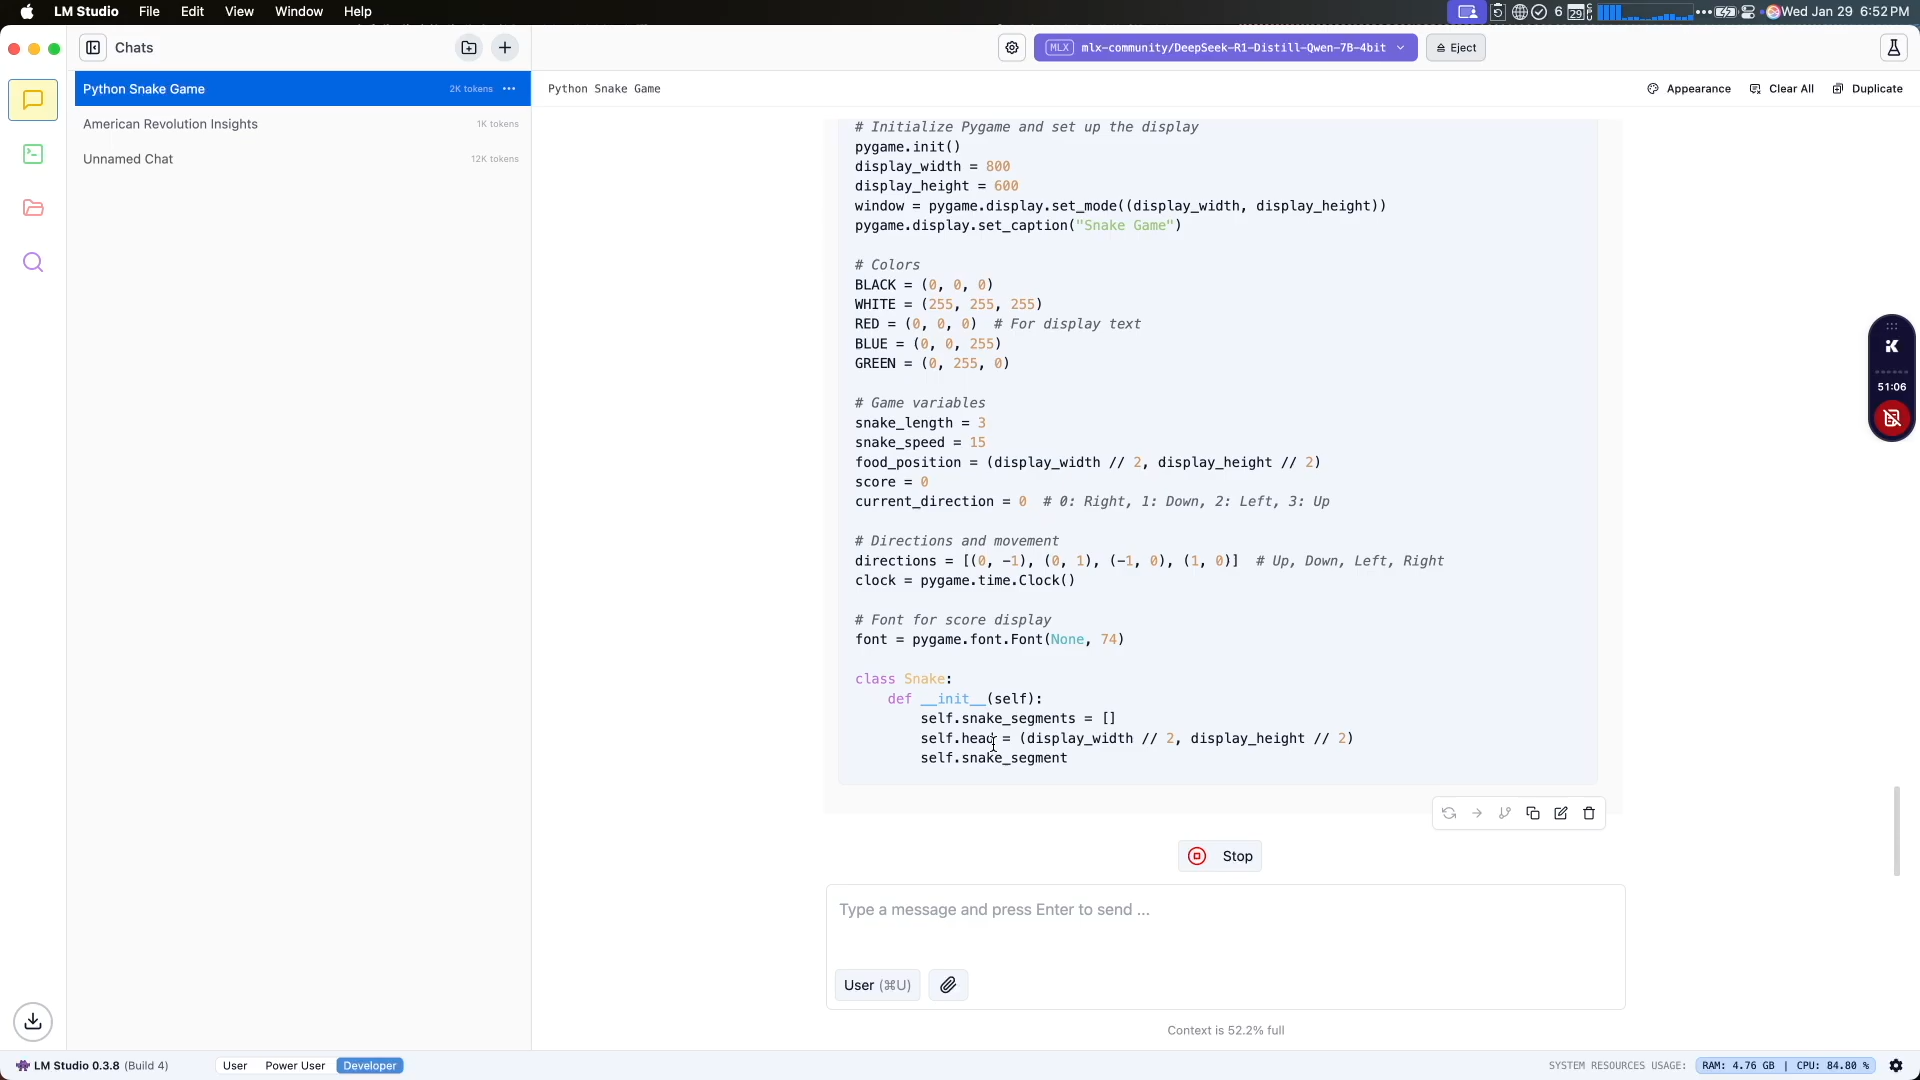 LM Studio File Edit View Window Help
6 29 Wed Jan 29 6:52 PM
Chats
MLX mlx-community/DeepSeek-R1-Distill-Qwen-7B-4bit
Eject
Python Snake Game 2K tokens
American Revolution Insights 1K tokens
Unnamed Chat 12K tokens
Python Snake Game
Appearance Clear All Duplicate
# Initialize Pygame and set up the display
pygame.init()
display_width = 800
display_height = 600
window = pygame.display.set_mode((display_width, display_height))
pygame.display.set_caption("Snake Game")
# Colors
BLACK = (0, 0, 0)
WHITE = (255, 255, 255)
RED = (0, 0, 0)  # For display text
BLUE = (0, 0, 255)
GREEN = (0, 255, 0)
# Game variables
snake_length = 3
snake_speed = 15
food_position = (display_width // 2, display_height // 2)
score = 0
current_direction = 0  # 0: Right, 1: Down, 2: Left, 3: Up
# Directions and movement
directions = [(0, -1), (0, 1), (-1, 0), (1, 0)]  # Up, Down, Left, Right
clock = pygame.time.Clock()
# Font for score display
font = pygame.font.Font(None, 74)
class Snake:
    def __init__(self):
        self.snake_segments = []
        self.head = (display_width // 2, display_height // 2)
        self.snake_segment
51:06
Stop
Type a message and press Enter to send ...
User (⌘U)
Context is 52.2% full
LM Studio 0.3.8 (Build 4)
User Power User Developer
SYSTEM RESOURCES USAGE: RAM: 4.76 GB | CPU: 84.80 %